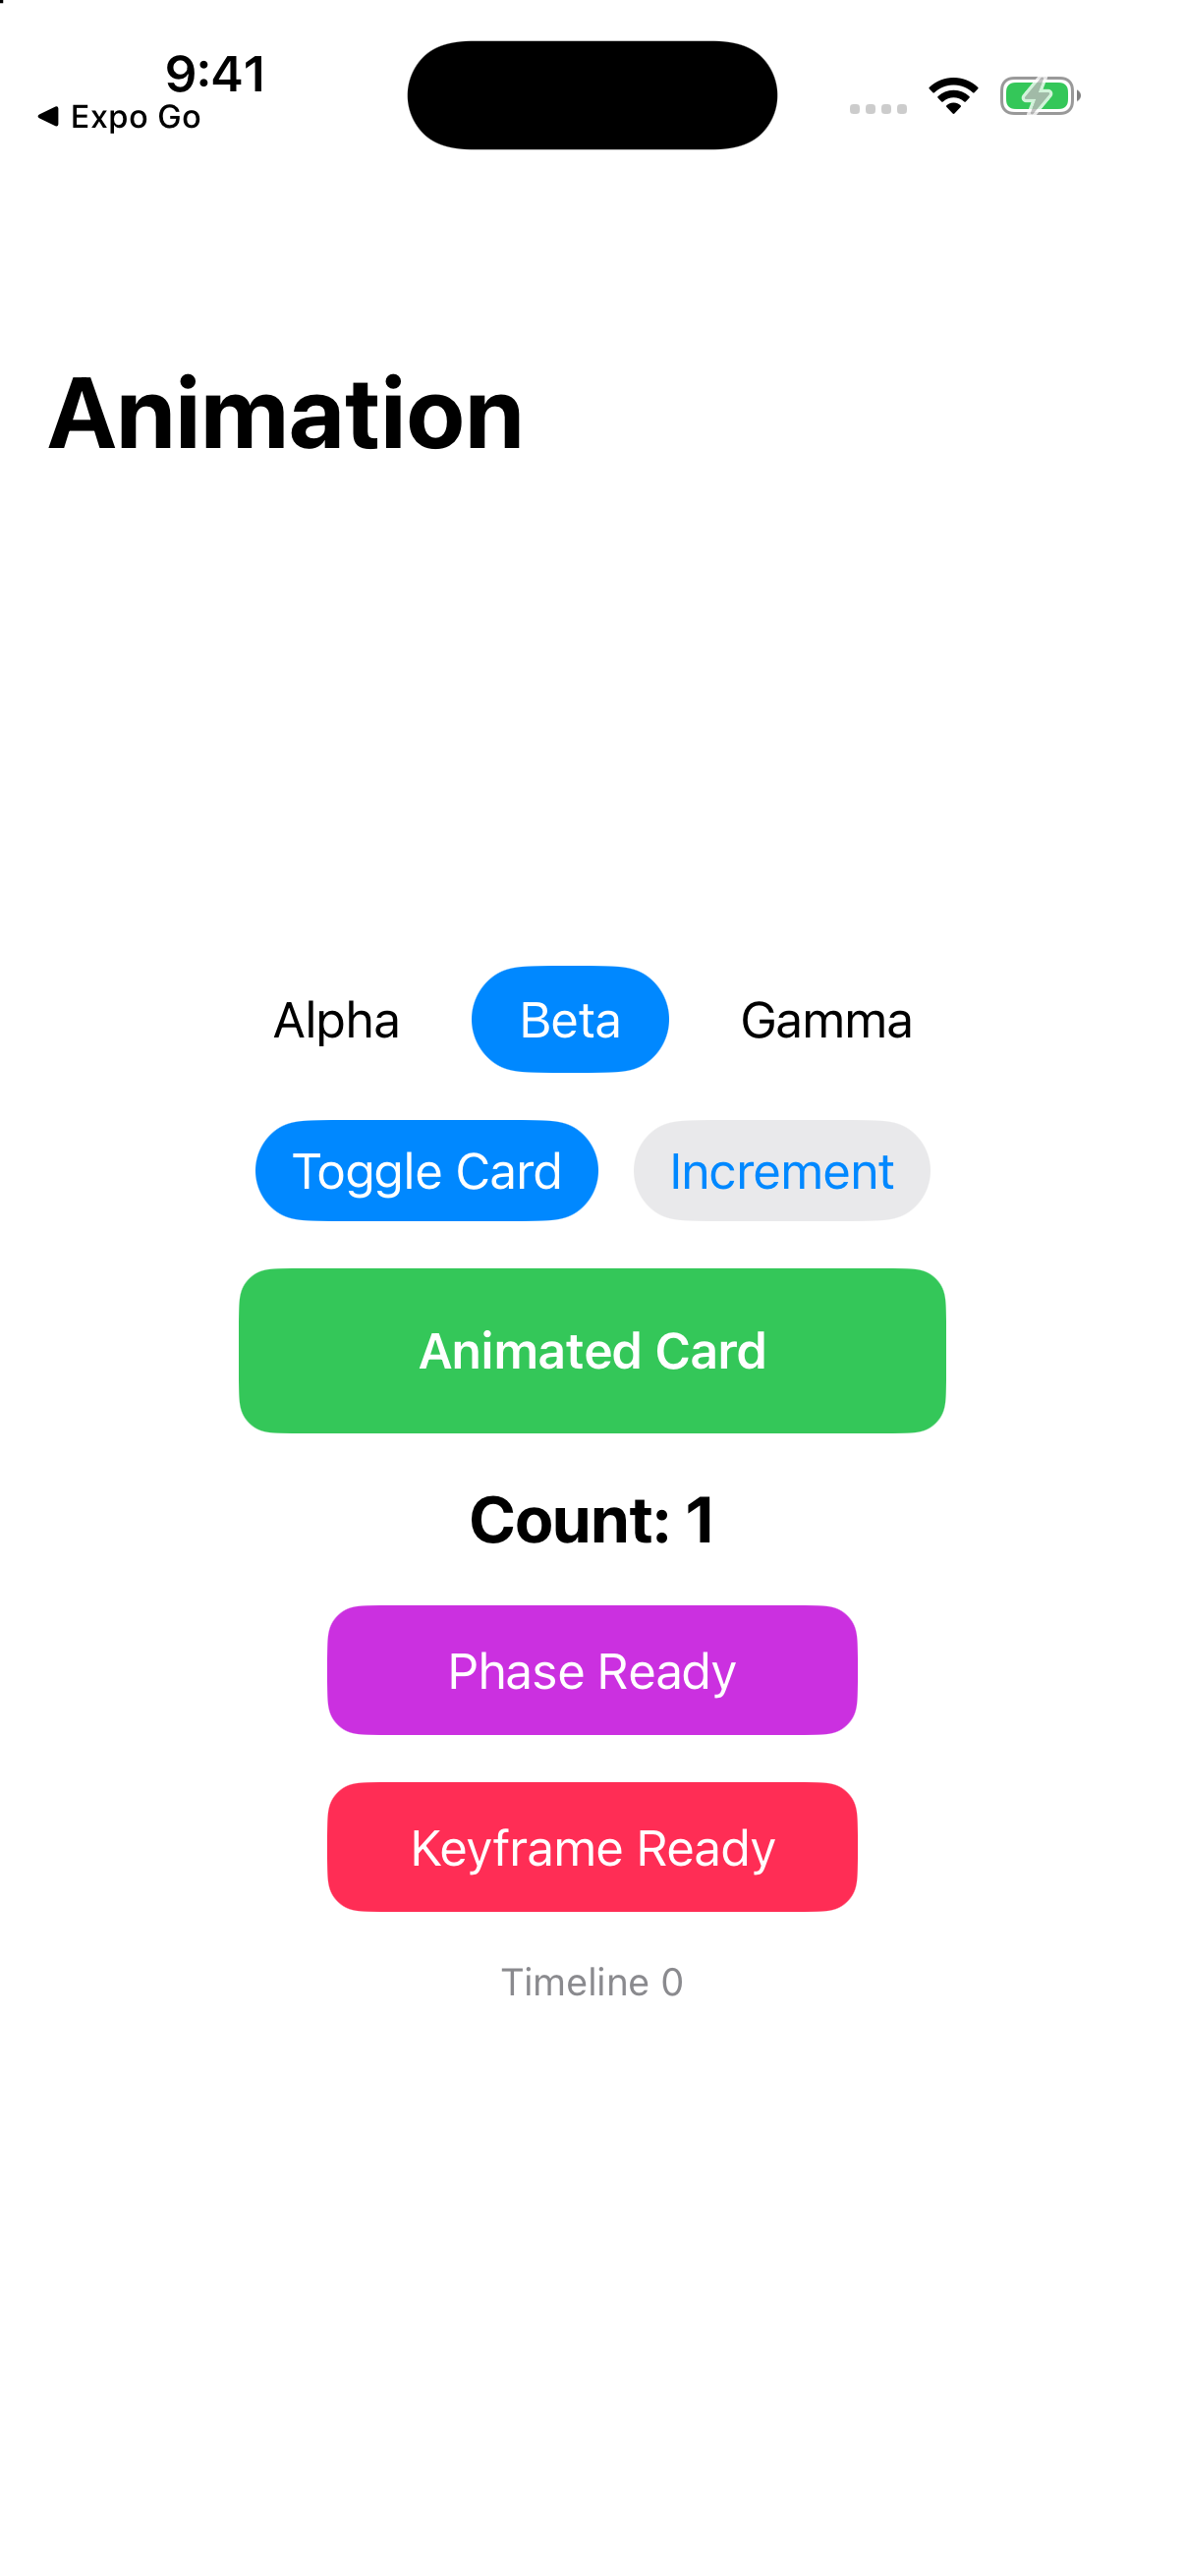 9:41
◀ Expo Go
Animation
Alpha Beta Gamma
Toggle Card Increment
Animated Card
Count: 1
Phase Ready
Keyframe Ready
Timeline 0